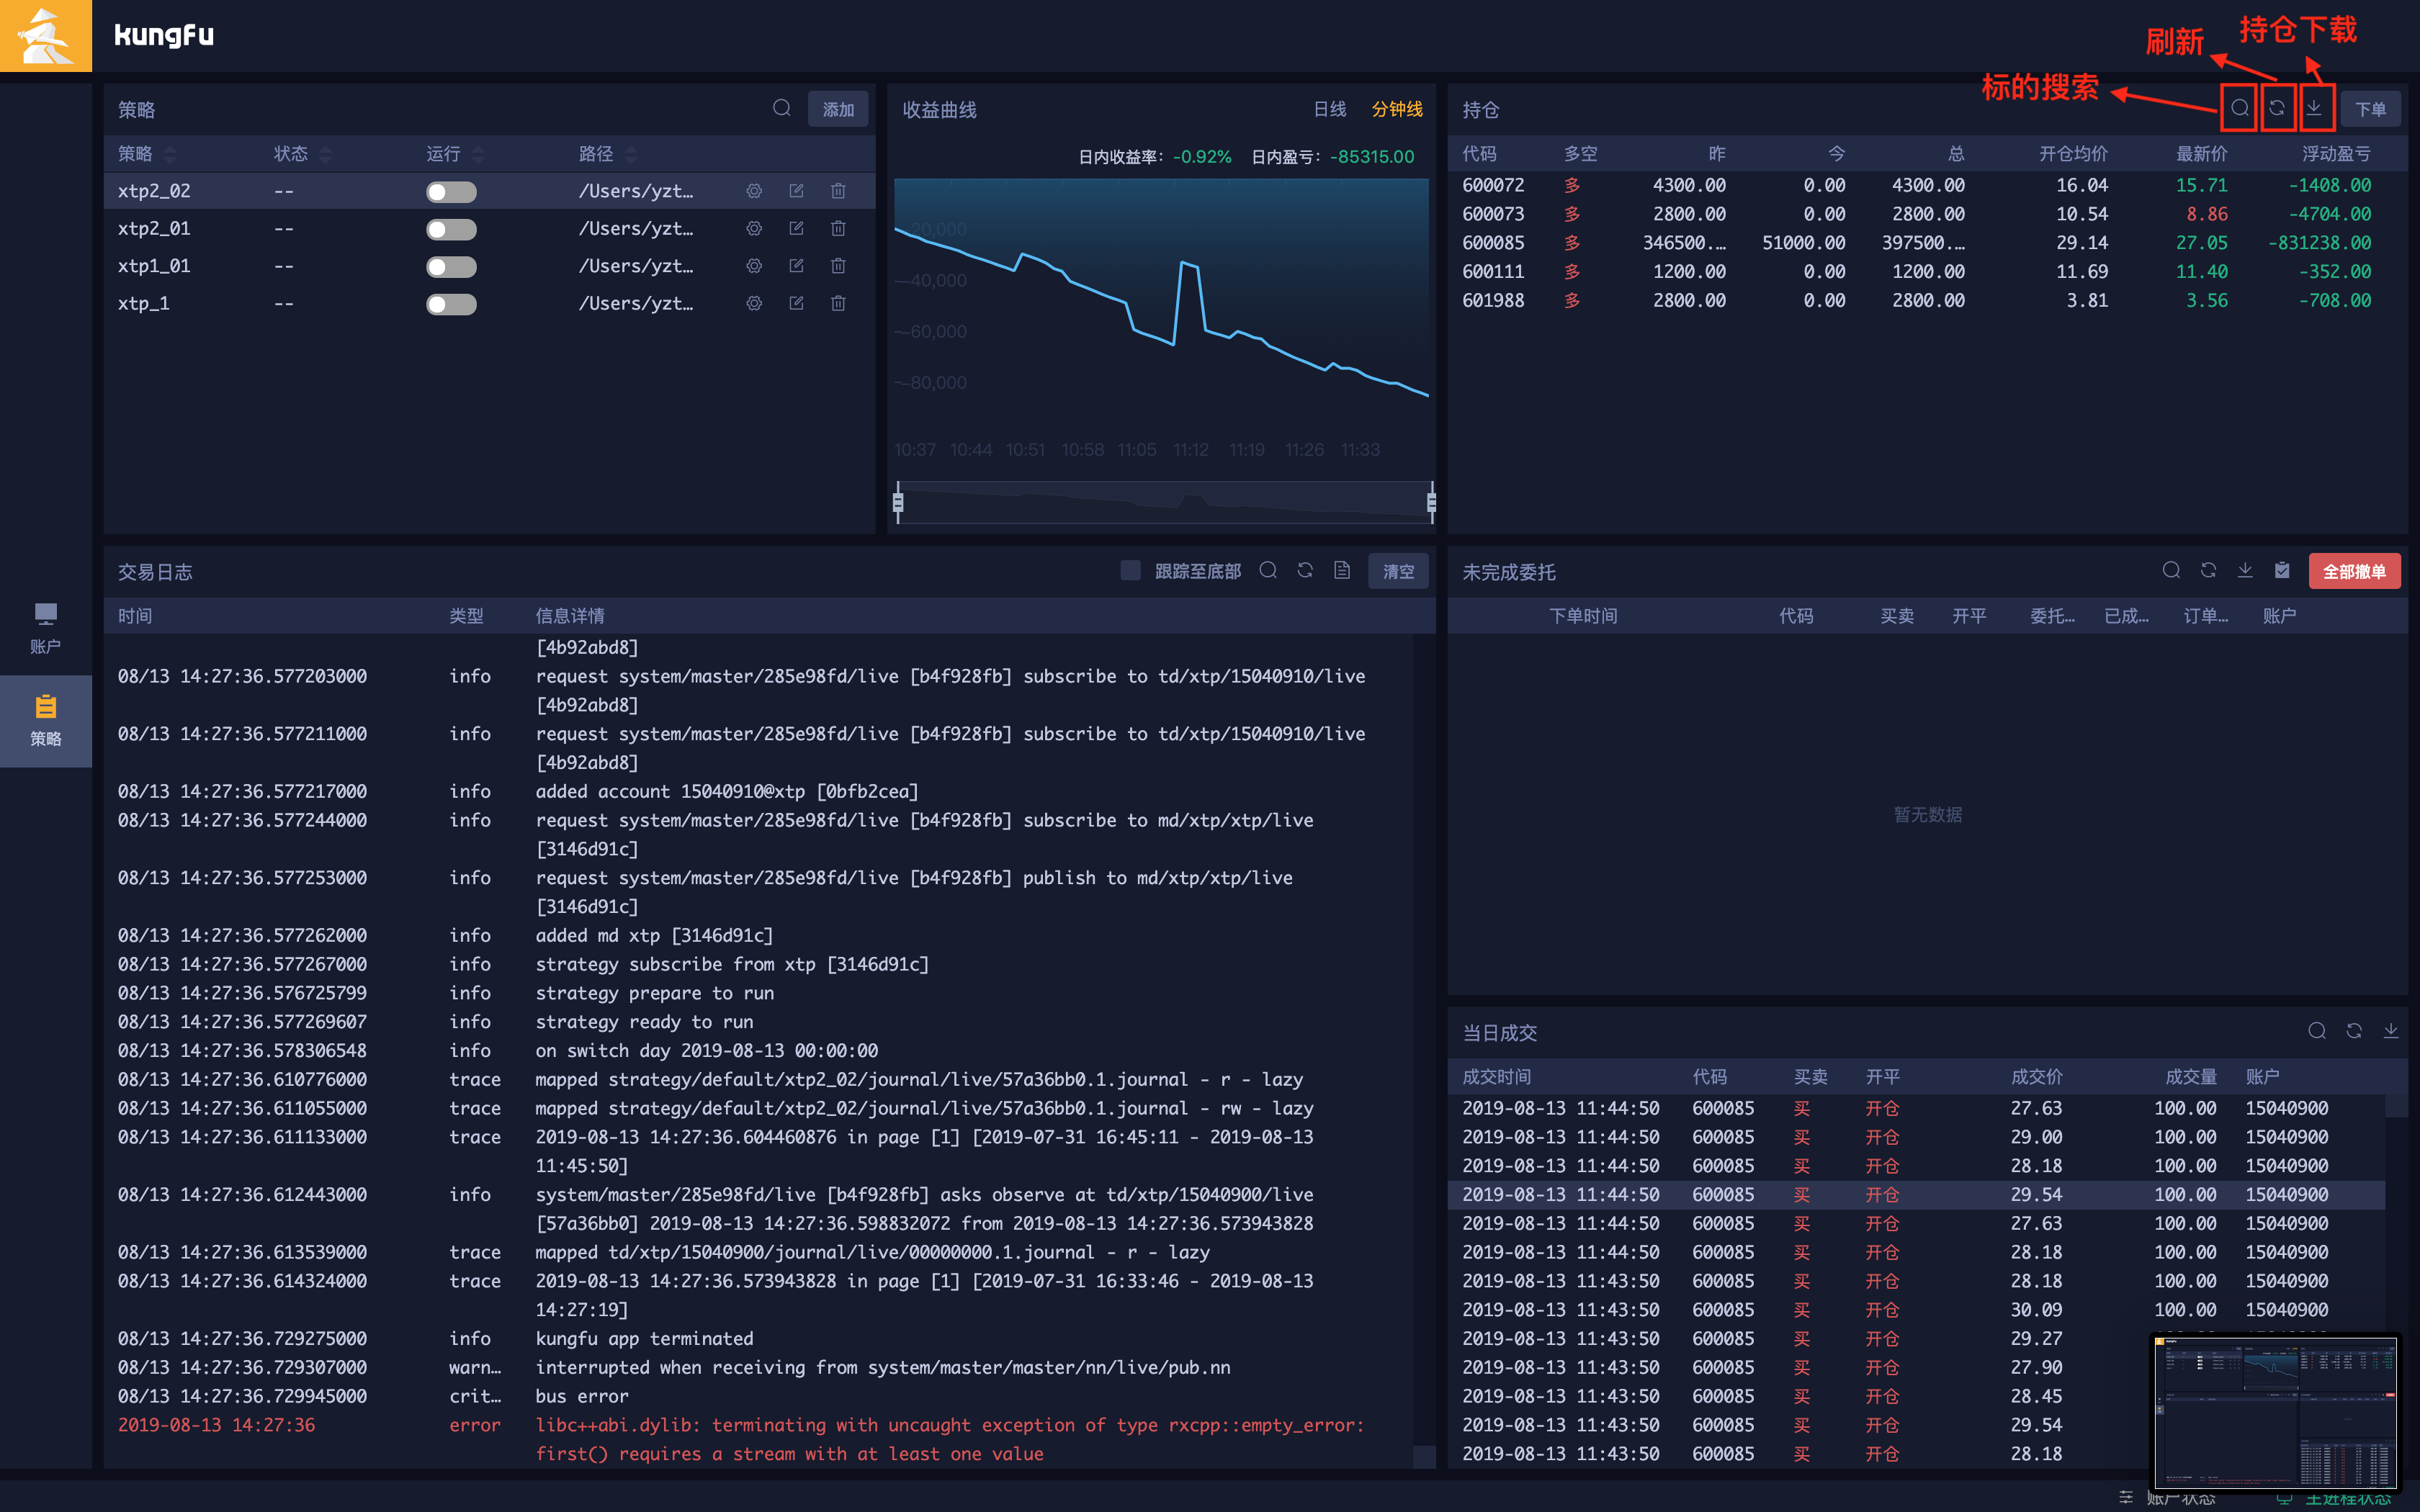 kungfu
刷新
持仓下载
标的搜索
策略
添加
策略 状态 运行 路径
xtp2_02 -- /Users/yzt...
xtp2_01 -- /Users/yzt...
xtp1_01 -- /Users/yzt...
xtp_1 -- /Users/yzt...
收益曲线 日线 分钟线
日内收益率: -0.92% 日内盈亏: -85315.00
-20,000
-40,000
-60,000
-80,000
10:37 10:44 10:51 10:58 11:05 11:12 11:19 11:26 11:33
持仓 下单
代码 多空 昨 今 总 开仓均价 最新价 浮动盈亏
600072 多 4300.00 0.00 4300.00 16.04 15.71 -1408.00
600073 多 2800.00 0.00 2800.00 10.54 8.86 -4704.00
600085 多 346500.… 51000.00 397500.… 29.14 27.05 -831238.00
600111 多 1200.00 0.00 1200.00 11.69 11.40 -352.00
601988 多 2800.00 0.00 2800.00 3.81 3.56 -708.00
账户
策略
交易日志 跟踪至底部 清空
时间 类型 信息详情
[4b92abd8]
08/13 14:27:36.577203000 info request system/master/285e98fd/live [b4f928fb] subscribe to td/xtp/15040910/live
[4b92abd8]
08/13 14:27:36.577211000 info request system/master/285e98fd/live [b4f928fb] subscribe to td/xtp/15040910/live
[4b92abd8]
08/13 14:27:36.577217000 info added account 15040910@xtp [0bfb2cea]
08/13 14:27:36.577244000 info request system/master/285e98fd/live [b4f928fb] subscribe to md/xtp/xtp/live
[3146d91c]
08/13 14:27:36.577253000 info request system/master/285e98fd/live [b4f928fb] publish to md/xtp/xtp/live
[3146d91c]
08/13 14:27:36.577262000 info added md xtp [3146d91c]
08/13 14:27:36.577267000 info strategy subscribe from xtp [3146d91c]
08/13 14:27:36.576725799 info strategy prepare to run
08/13 14:27:36.577269607 info strategy ready to run
08/13 14:27:36.578306548 info on switch day 2019-08-13 00:00:00
08/13 14:27:36.610776000 trace mapped strategy/default/xtp2_02/journal/live/57a36bb0.1.journal - r - lazy
08/13 14:27:36.611055000 trace mapped strategy/default/xtp2_02/journal/live/57a36bb0.1.journal - rw - lazy
08/13 14:27:36.611133000 trace 2019-08-13 14:27:36.604460876 in page [1] [2019-07-31 16:45:11 - 2019-08-13
11:45:50]
08/13 14:27:36.612443000 info system/master/285e98fd/live [b4f928fb] asks observe at td/xtp/15040900/live
[57a36bb0] 2019-08-13 14:27:36.598832072 from 2019-08-13 14:27:36.573943828
08/13 14:27:36.613539000 trace mapped td/xtp/15040900/journal/live/00000000.1.journal - r - lazy
08/13 14:27:36.614324000 trace 2019-08-13 14:27:36.573943828 in page [1] [2019-07-31 16:33:46 - 2019-08-13
14:27:19]
08/13 14:27:36.729275000 info kungfu app terminated
08/13 14:27:36.729307000 warn… interrupted when receiving from system/master/master/nn/live/pub.nn
08/13 14:27:36.729945000 crit… bus error
2019-08-13 14:27:36 error libc++abi.dylib: terminating with uncaught exception of type rxcpp::empty_error:
first() requires a stream with at least one value
未完成委托 全部撤单
下单时间 代码 买卖 开平 委托… 已成… 订单… 账户
暂无数据
当日成交
成交时间 代码 买卖 开平 成交价 成交量 账户
2019-08-13 11:44:50 600085 买 开仓 27.63 100.00 15040900
2019-08-13 11:44:50 600085 买 开仓 29.00 100.00 15040900
2019-08-13 11:44:50 600085 买 开仓 28.18 100.00 15040900
2019-08-13 11:44:50 600085 买 开仓 29.54 100.00 15040900
2019-08-13 11:44:50 600085 买 开仓 27.63 100.00 15040900
2019-08-13 11:44:50 600085 买 开仓 28.18 100.00 15040900
2019-08-13 11:43:50 600085 买 开仓 28.18 100.00 15040900
2019-08-13 11:43:50 600085 买 开仓 30.09 100.00 15040900
2019-08-13 11:43:50 600085 买 开仓 29.27
2019-08-13 11:43:50 600085 买 开仓 27.90
2019-08-13 11:43:50 600085 买 开仓 28.45
2019-08-13 11:43:50 600085 买 开仓 29.54
2019-08-13 11:43:50 600085 买 开仓 28.18
账户状态 主进程状态